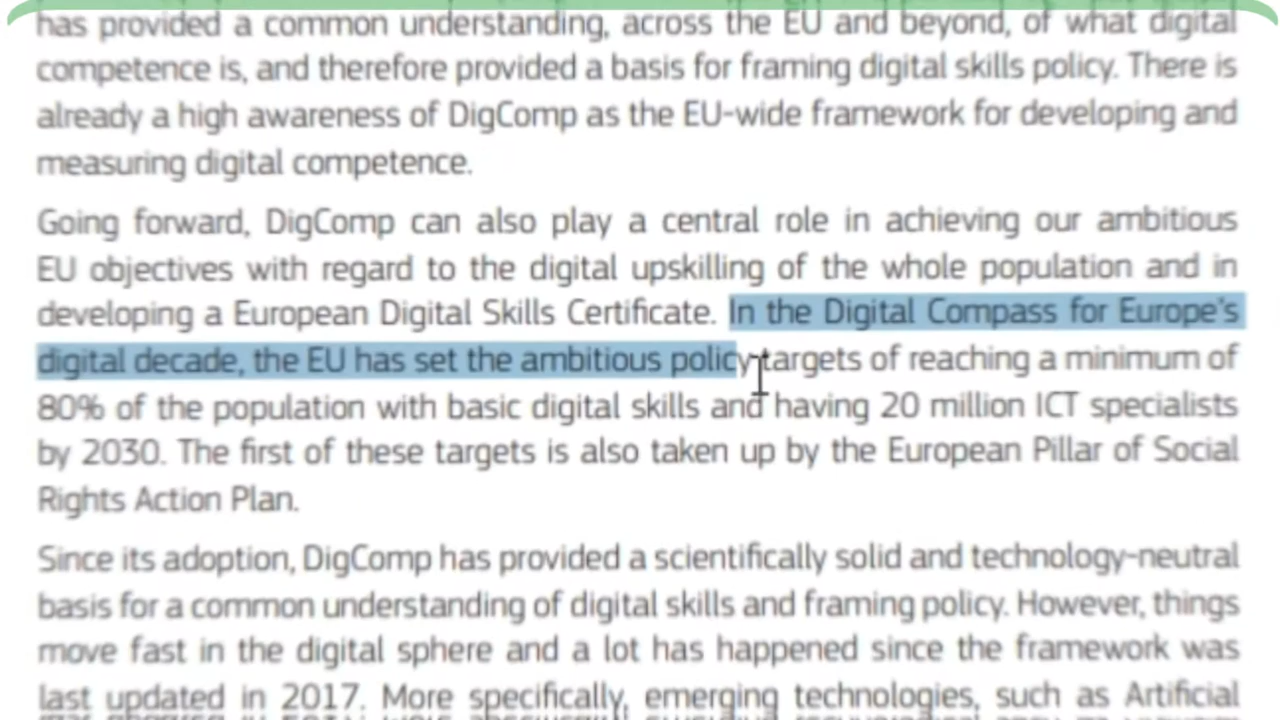 has provided a common understanding, across the EU and beyond, of what digital
competence is, and therefore provided a basis for framing digital skills policy. There is
already a high awareness of DigComp as the EU-wide framework for developing and
measuring digital competence.
Going forward, DigComp can also play a central role in achieving our ambitious
EU objectives with regard to the digital upskilling of the whole population and in
developing a European Digital Skills Certificate. In the Digital Compass for Europe's
digital decade, the EU has set the ambitious policy targets of reaching a minimum of
80% of the population with basic digital skills and having 20 million ICT specialists
by 2030. The first of these targets is also taken up by the European Pillar of Social
Rights Action Plan.
Since its adoption, DigComp has provided a scientifically solid and technology-neutral
basis for a common understanding of digital skills and framing policy. However, things
move fast in the digital sphere and a lot has happened since the framework was
last updated in 2017. More specifically, emerging technologies, such as Artificial